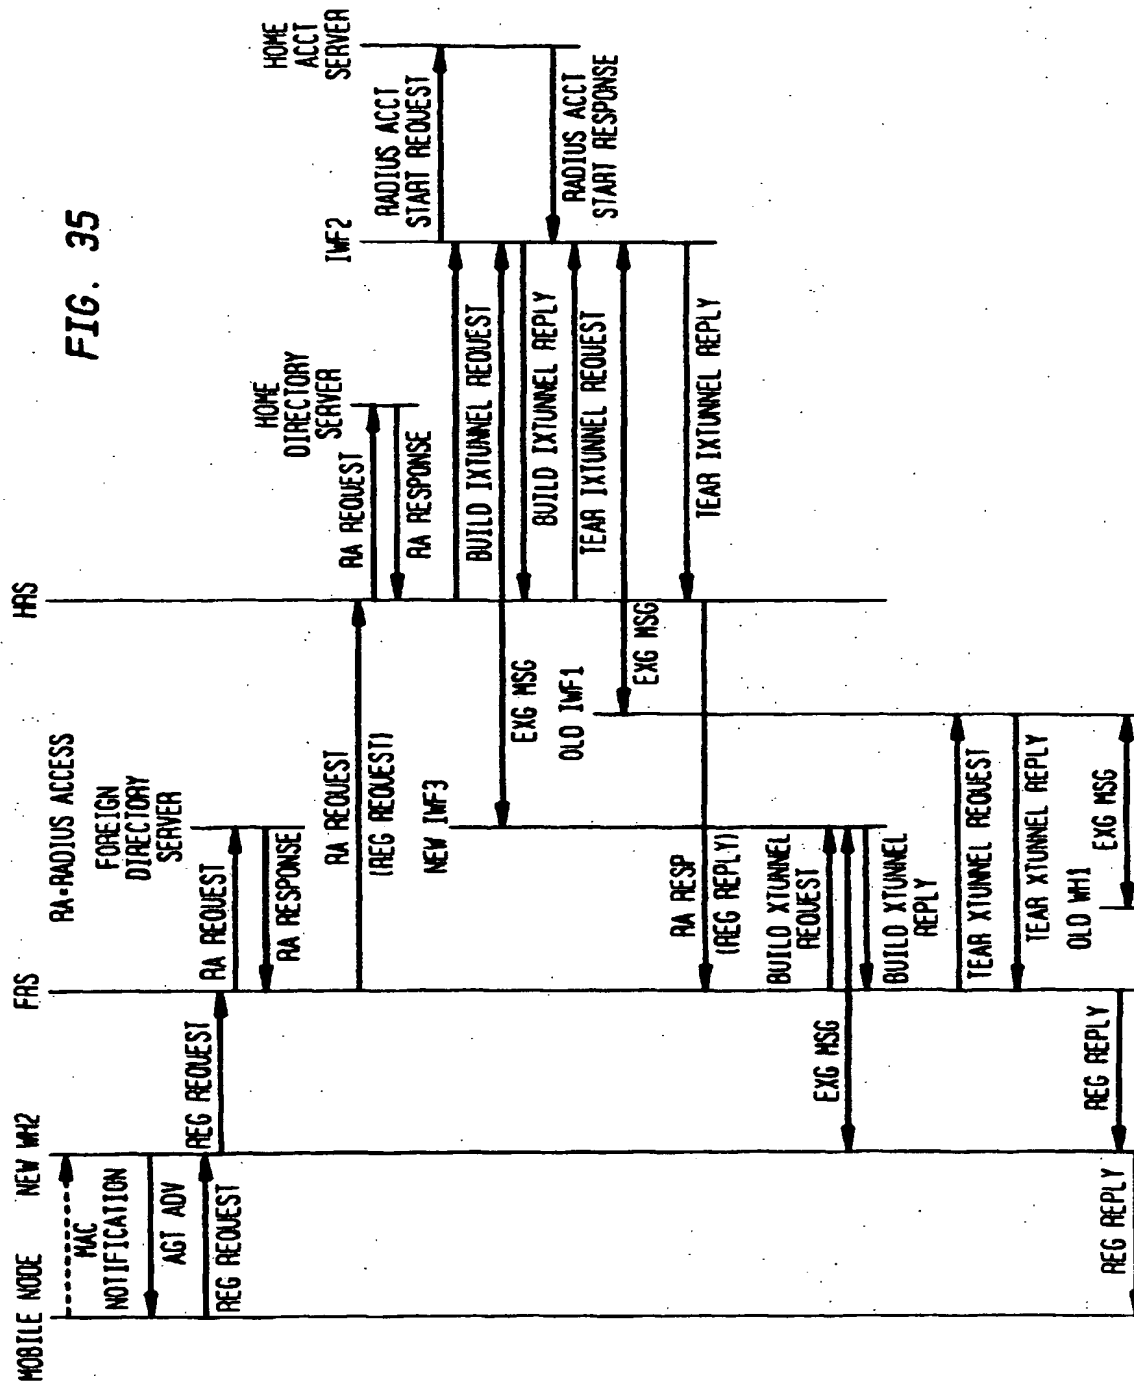 FIG. 35
MOBILE NODE
NEW WH2
FRS
RA=RADIUS ACCESS
FOREIGN
DIRECTORY
SERVER
HRS
HOME
DIRECTORY
SERVER
IWF2
HOME
ACCT
SERVER
MAC
NOTIFICATION
AGT ADV
REG REQUEST
REG REQUEST
RA REQUEST
RA RESPONSE
RA REQUEST
(REG REQUEST)
RA REQUEST
RA RESPONSE
RADIUS ACCT
START REQUEST
BUILD IXTUNNEL REQUEST
NEW IWF3
EXG MSG
BUILD IXTUNNEL REPLY
RADIUS ACCT
START RESPONSE
TEAR IXTUNNEL REQUEST
OLD IWF1
EXG MSG
TEAR IXTUNNEL REPLY
RA RESP
(REG REPLY)
BUILD XTUNNEL
REQUEST
EXG MSG
BUILD XTUNNEL
REPLY
TEAR XTUNNEL REQUEST
TEAR XTUNNEL REPLY
OLD WH1
EXG MSG
REG REPLY
REG REPLY